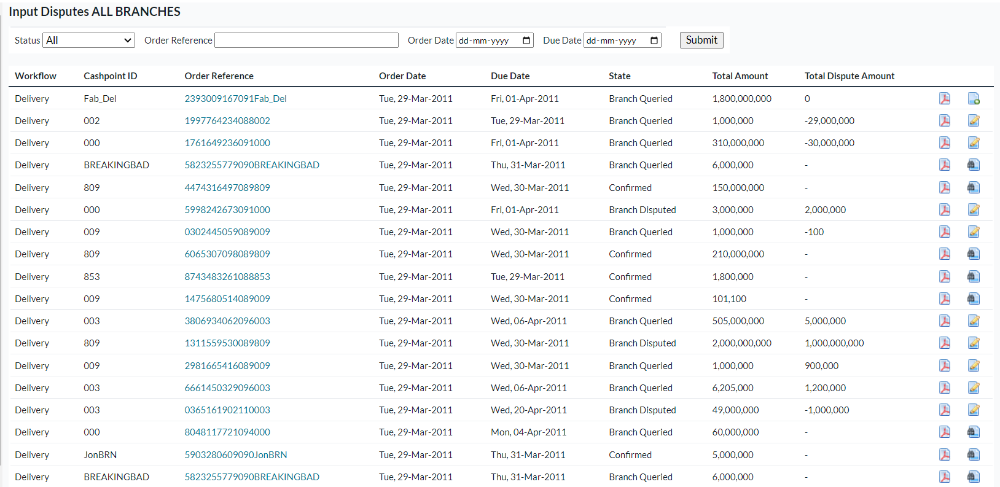 Input Disputes ALL BRANCHES
Status All Order Reference Order Date dd-mm-yyyy Due Date dd-mm-yyyy Submit
Workflow Cashpoint ID Order Reference Order Date Due Date State Total Amount Total Dispute Amount
Delivery Fab_Del 2393009167091Fab_Del Tue, 29-Mar-2011 Fri, 01-Apr-2011 Branch Queried 1,800,000,000 0
Delivery 002 1997764234088002 Tue, 29-Mar-2011 Tue, 29-Mar-2011 Branch Queried 1,000,000 -29,000,000
Delivery 000 1761649236091000 Tue, 29-Mar-2011 Fri, 01-Apr-2011 Branch Queried 310,000,000 -30,000,000
Delivery BREAKINGBAD 5823255779090BREAKINGBAD Tue, 29-Mar-2011 Thu, 31-Mar-2011 Branch Queried 6,000,000 -
Delivery 809 4474316497089809 Tue, 29-Mar-2011 Wed, 30-Mar-2011 Confirmed 150,000,000 -
Delivery 000 5998242673091000 Tue, 29-Mar-2011 Fri, 01-Apr-2011 Branch Disputed 3,000,000 2,000,000
Delivery 009 0302445059089009 Tue, 29-Mar-2011 Wed, 30-Mar-2011 Branch Queried 1,000,000 -100
Delivery 809 6065307098089809 Tue, 29-Mar-2011 Wed, 30-Mar-2011 Confirmed 210,000,000 -
Delivery 853 8743483261088853 Tue, 29-Mar-2011 Tue, 29-Mar-2011 Confirmed 1,800,000 -
Delivery 009 1475680514089009 Tue, 29-Mar-2011 Wed, 30-Mar-2011 Confirmed 101,100 -
Delivery 003 3806934062096003 Tue, 29-Mar-2011 Wed, 06-Apr-2011 Branch Queried 505,000,000 5,000,000
Delivery 809 1311559530089809 Tue, 29-Mar-2011 Wed, 30-Mar-2011 Branch Disputed 2,000,000,000 1,000,000,000
Delivery 009 2981665416089009 Tue, 29-Mar-2011 Wed, 30-Mar-2011 Branch Queried 1,000,000 900,000
Delivery 003 6661450329096003 Tue, 29-Mar-2011 Wed, 06-Apr-2011 Branch Queried 6,205,000 1,200,000
Delivery 003 0365161902110003 Tue, 29-Mar-2011 Wed, 20-Apr-2011 Branch Disputed 49,000,000 -1,000,000
Delivery 000 8048117721094000 Tue, 29-Mar-2011 Mon, 04-Apr-2011 Branch Queried 60,000,000 -
Delivery JonBRN 5903280609090JonBRN Tue, 29-Mar-2011 Thu, 31-Mar-2011 Confirmed 5,000,000 -
Delivery BREAKINGBAD 5823255779090BREAKINGBAD Tue, 29-Mar-2011 Thu, 31-Mar-2011 Branch Queried 6,000,000 -